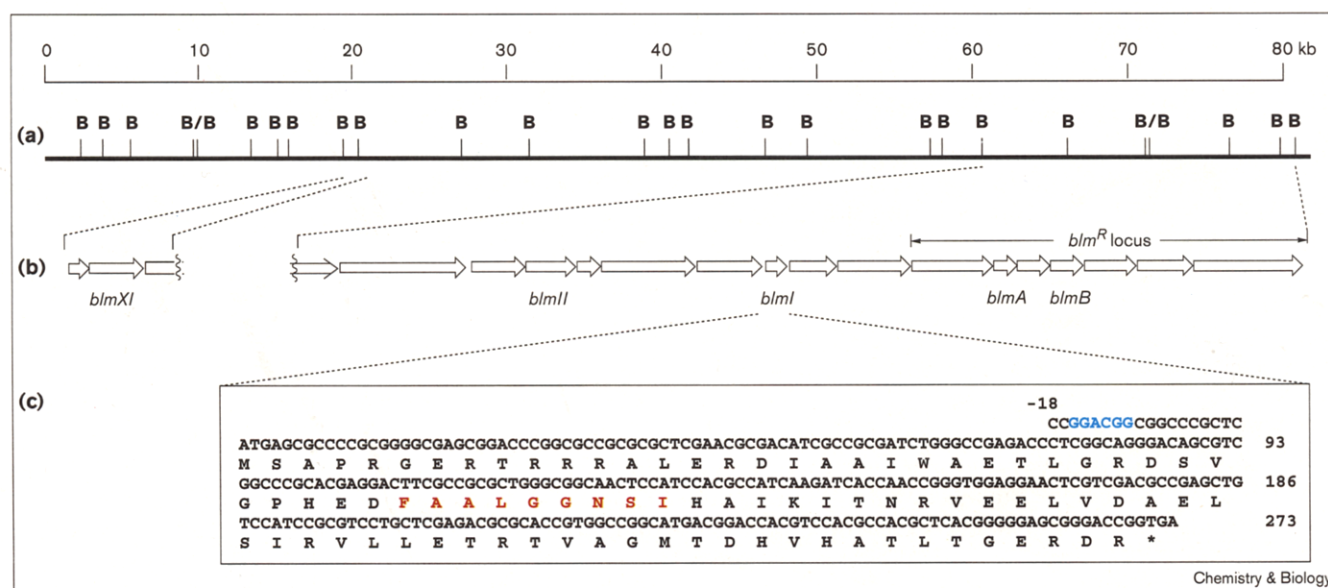 0 10 20 30 40 50 60 70 80 kb
(a) B B B B/B B B B B B B B B B B B B B B B B B/B B B B
blmᴿ locus
(b)
blmXI blmII blmI blmA blmB
(c)
-18
CCGGACGGCGGCCCGCTC
ATGAGCGCCCCGCGGGGCGAGCGGACCCGGCGCCGCGCGCTCGAACGCGACATCGCCGCGATCTGGGCCGAGACCCTCGGCAGGGACAGCGTC 93
M S A P R G E R T R R R A L E R D I A A I W A E T L G R D S V
GGCCCGCACGAGGACTTCGCCGCGCTGGGCGGCAACTCCATCCACGCCATCAAGATCACCAACCGGGTGGAGGAACTCGTCGACGCCGAGCTG 186
G P H E D F A A L G G N S I H A I K I T N R V E E L V D A E L
TCCATCCGCGTCCTGCTCGAGACGCGCACCGTGGCCGGCATGACGGACCACGTCCACGCCACGCTCACGGGGGAGCGGGACCGGTGA 273
S I R V L L E T R T V A G M T D H V H A T L T G E R D R *
Chemistry & Biology